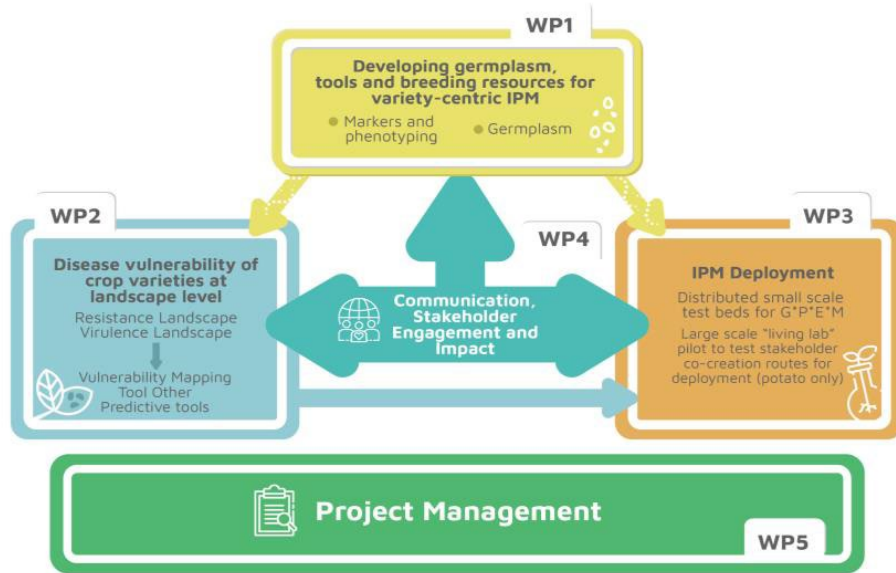 WP1
Developing germplasm,
tools and breeding resources for
variety-centric IPM
Markers and
phenotyping
Germplasm
WP2
Disease vulnerability of
crop varieties at
landscape level
Resistance Landscape
Virulence Landscape
Vulnerability Mapping
Tool Other
Predictive tools
WP4
Communication,
Stakeholder
Engagement and
Impact
WP3
IPM Deployment
Distributed small scale
test beds for G*P*E*M
Large scale "living lab"
pilot to test stakeholder
co-creation routes for
deployment (potato only)
Project Management
WP5